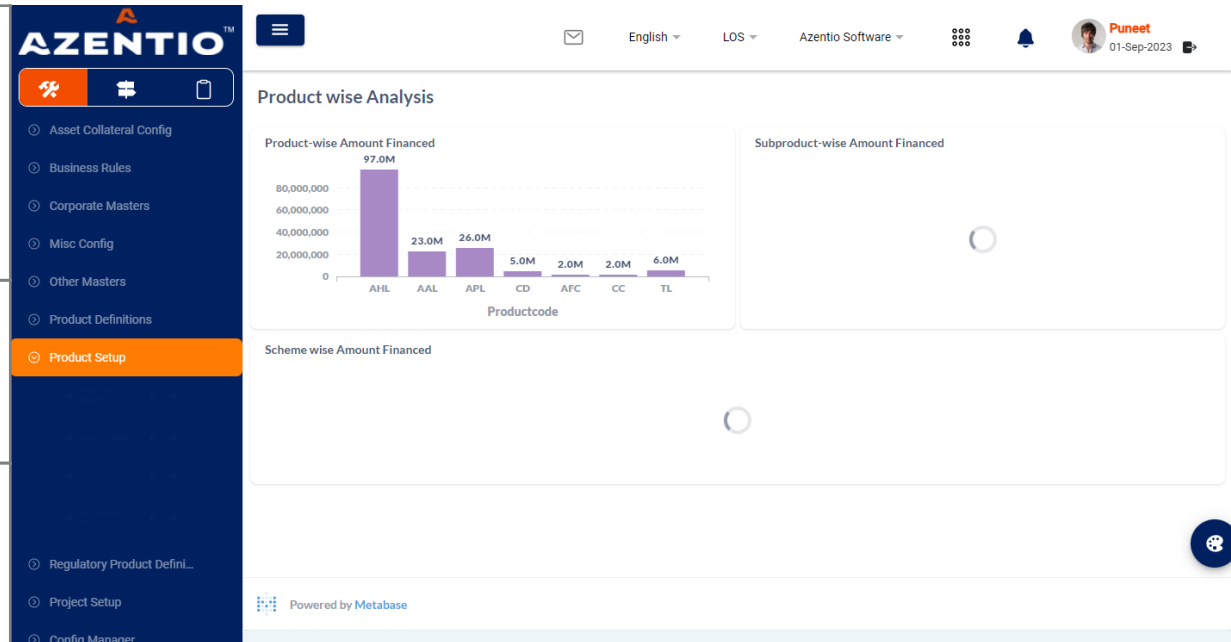 AZENTIO™
English
LOS
Azentio Software
Puneet
01-Sep-2023
Asset Collateral Config
Business Rules
Corporate Masters
Misc Config
Other Masters
Product Definitions
Product Setup
Regulatory Product Defini...
Project Setup
Config Manager
Product wise Analysis
Product-wise Amount Financed
97.0M
80,000,000
60,000,000
40,000,000
20,000,000
0
23.0M
26.0M
5.0M
2.0M
2.0M
6.0M
AHL
AAL
APL
CD
AFC
CC
TL
Productcode
Subproduct-wise Amount Financed
Scheme wise Amount Financed
Powered by Metabase